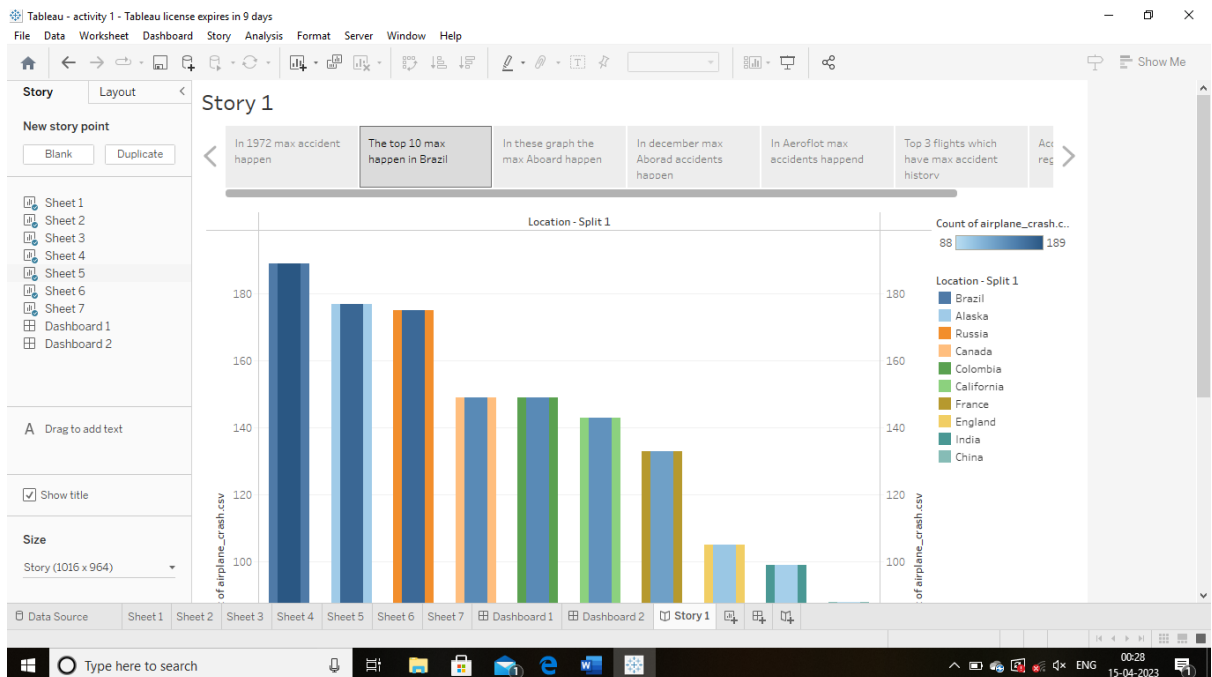 Tableau - activity 1 - Tableau license expires in 9 days
File Data Worksheet Dashboard Story Analysis Format Server Window Help
Show Me
Story Layout
New story point
Blank Duplicate
Sheet 1
Sheet 2
Sheet 3
Sheet 4
Sheet 5
Sheet 6
Sheet 7
Dashboard 1
Dashboard 2
A Drag to add text
Show title
Size
Story (1016 x 964)
Story 1
In 1972 max accident
happen
The top 10 max
happen in Brazil
In these graph the
max Aboard happen
In december max
Aborad accidents
happen
In Aeroflot max
accidents happend
Top 3 flights which
have max accident
history
Location - Split 1
180
160
140
120
100
of airplane_crash.csv
180
160
140
120
100
of airplane_crash.csv
Count of airplane_crash.c..
88 189
Location - Split 1
Brazil
Alaska
Russia
Canada
Colombia
California
France
England
India
China
Data Source Sheet 1 Sheet 2 Sheet 3 Sheet 4 Sheet 5 Sheet 6 Sheet 7 Dashboard 1 Dashboard 2 Story 1
Type here to search
ENG
00:28
15-04-2023